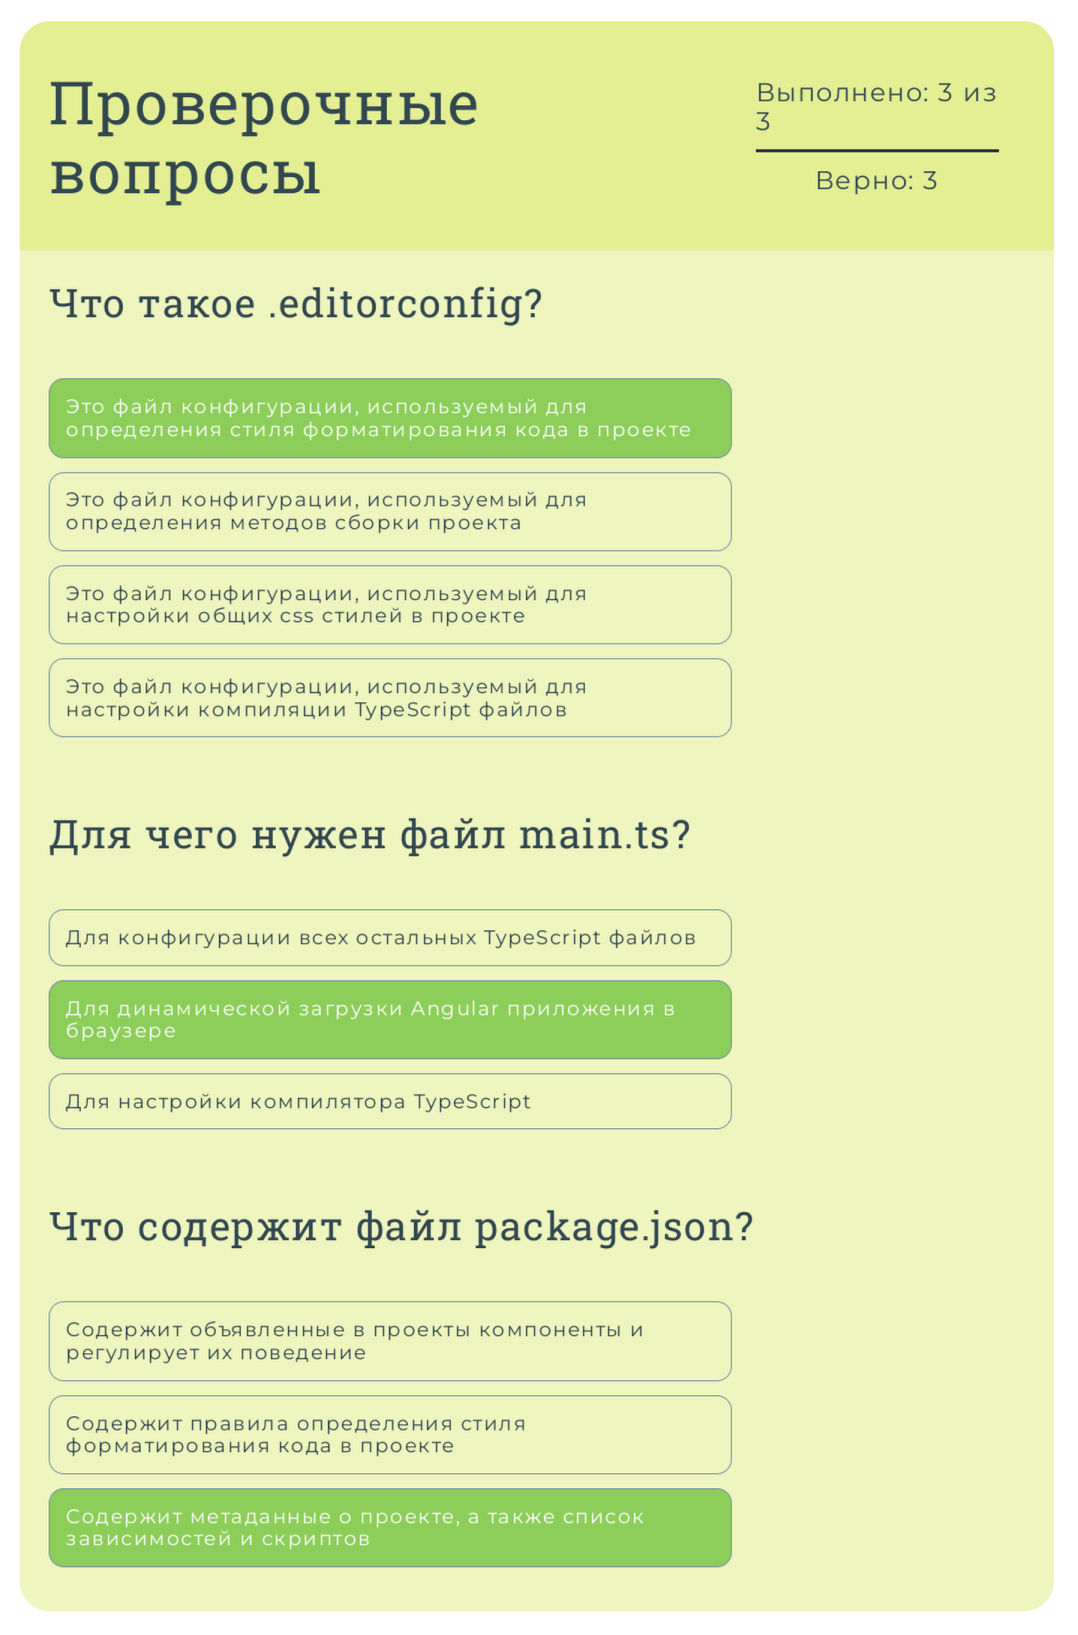 Проверочные
вопросы
Выполнено: 3 из
3
Верно: 3
Что такое .editorconfig?
Это файл конфигурации, используемый для
определения стиля форматирования кода в проекте
Это файл конфигурации, используемый для
определения методов сборки проекта
Это файл конфигурации, используемый для
настройки общих css стилей в проекте
Это файл конфигурации, используемый для
настройки компиляции TypeScript файлов
Для чего нужен файл main.ts?
Для конфигурации всех остальных TypeScript файлов
Для динамической загрузки Angular приложения в
браузере
Для настройки компилятора TypeScript
Что содержит файл package.json?
Содержит объявленные в проекты компоненты и
регулирует их поведение
Содержит правила определения стиля
форматирования кода в проекте
Содержит метаданные о проекте, а также список
зависимостей и скриптов